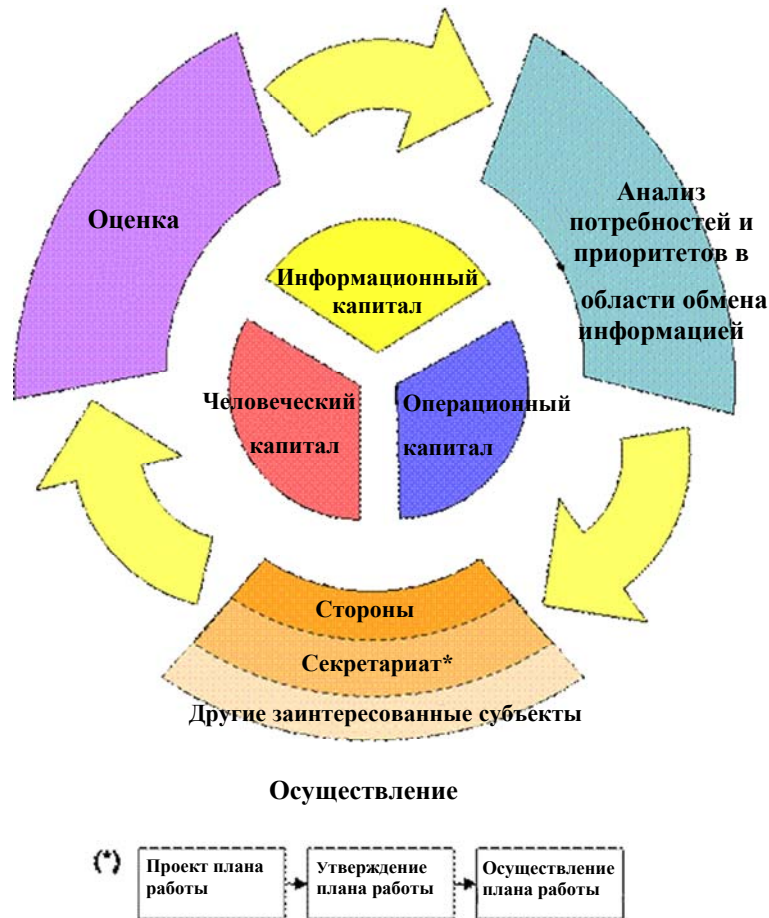 Оценка
Анализ
потребностей и
приоритетов в
области обмена
информацией
Информационный
капитал
Человеческий
капитал
Операционный
капитал
Стороны
Секретариат*
Другие заинтересованные субъекты
Осуществление
(*)
Проект плана
работы
Утверждение
плана работы
Осуществление
плана работы